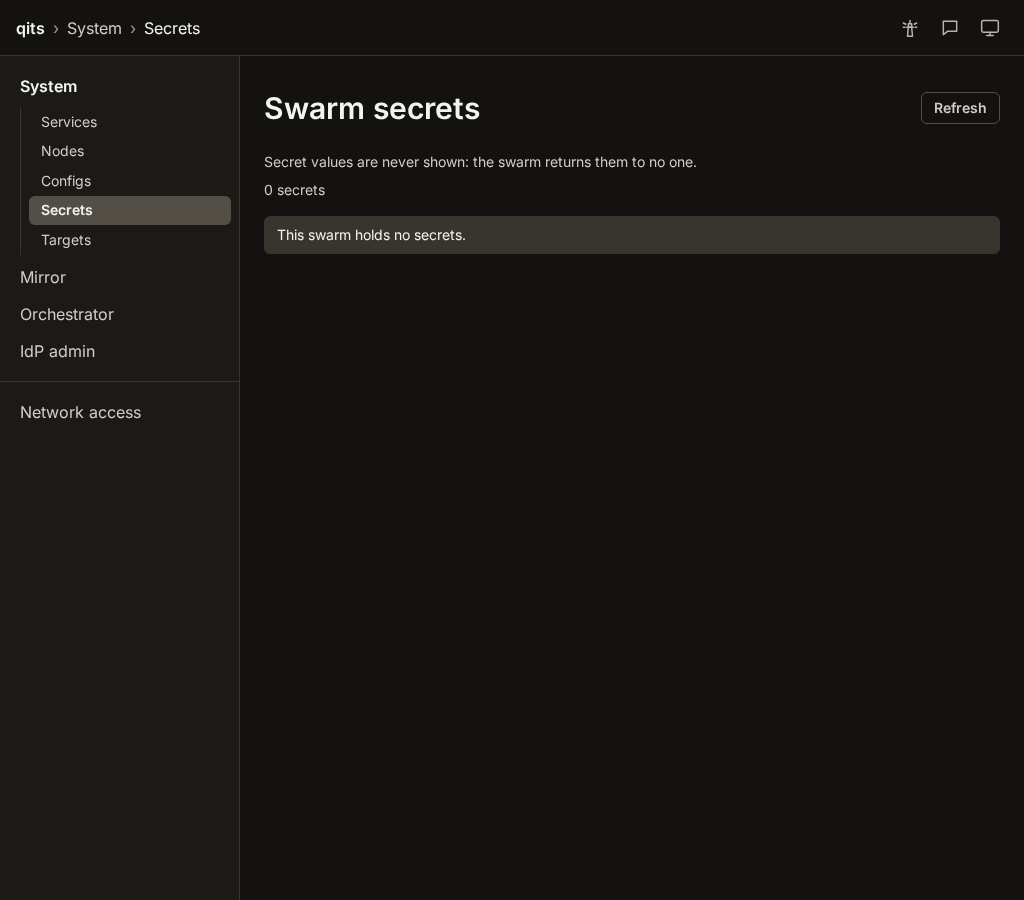 qits › System › Secrets
System
Services
Nodes
Configs
Secrets
Targets
Mirror
Orchestrator
IdP admin
Network access
Swarm secrets
Refresh
Secret values are never shown: the swarm returns them to no one.
0 secrets
This swarm holds no secrets.